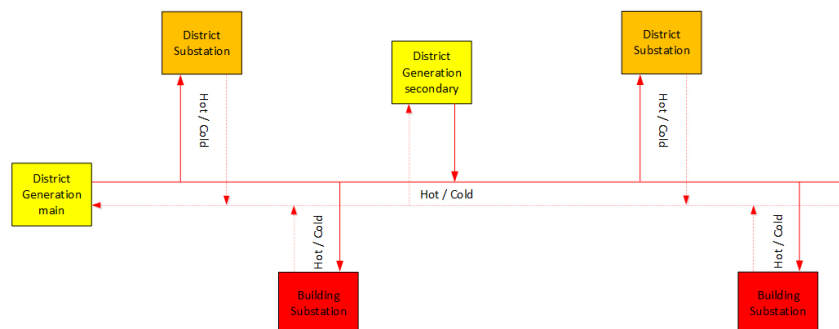 District
Substation
District
Generation
secondary
District
Substation
Hot / Cold
Hot / Cold
District
Generation
main
Hot / Cold
Hot / Cold
Hot / Cold
Building
Substation
Building
Substation